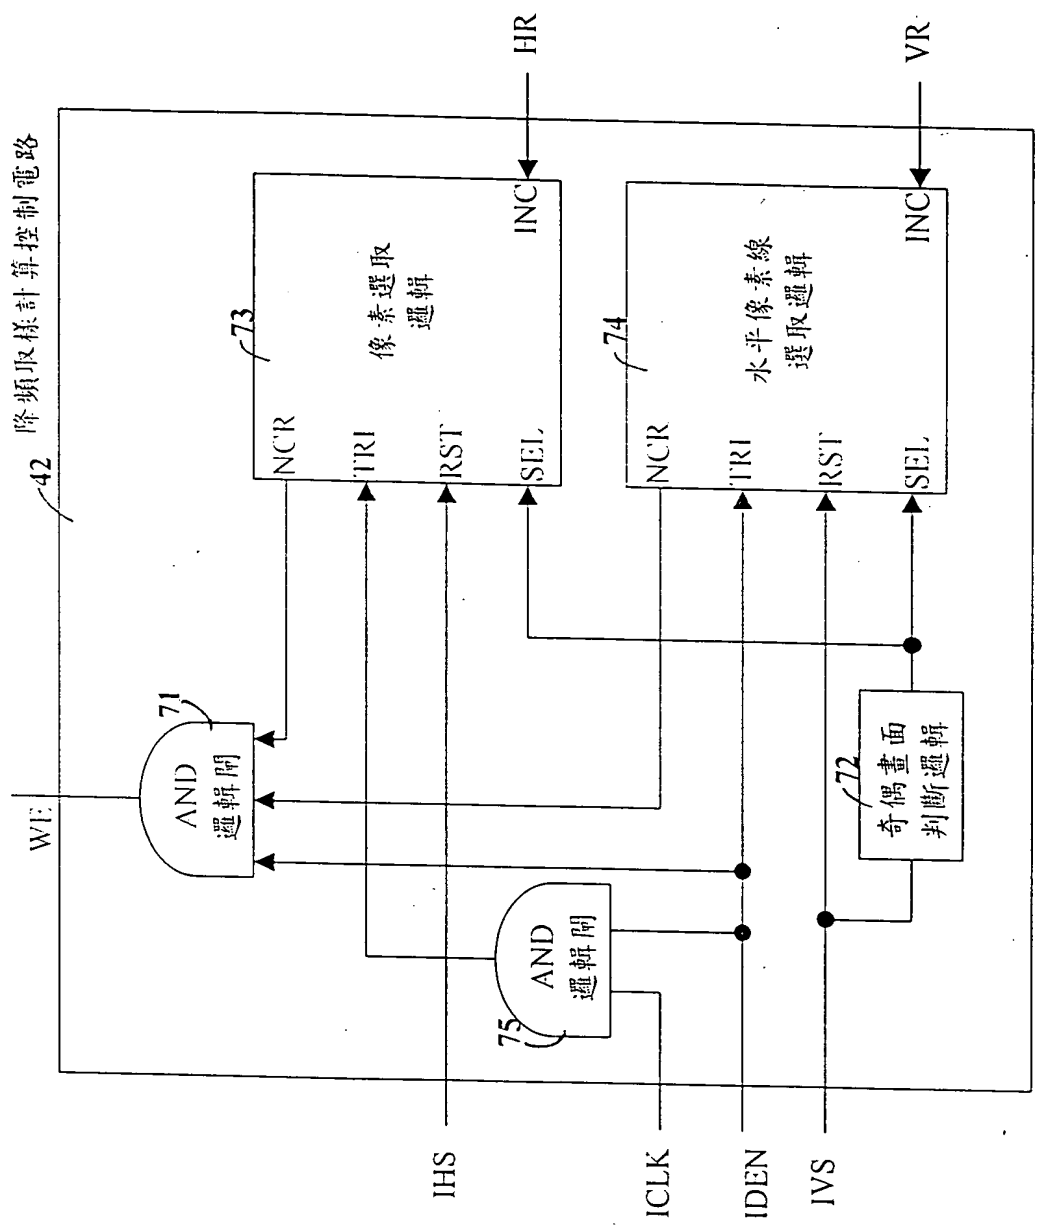 降頻取樣計算控制電路
42
WE
71
AND
邏輯閘
73
NCR
TRI
RST
SEL
INC
像素選取
邏輯
HR
75
AND
邏輯閘
74
NCR
TRI
RST
SEL
INC
水平像素線
選取邏輯
VR
72
奇偶畫面
判斷邏輯
IHS
ICLK
IDEN
IVS